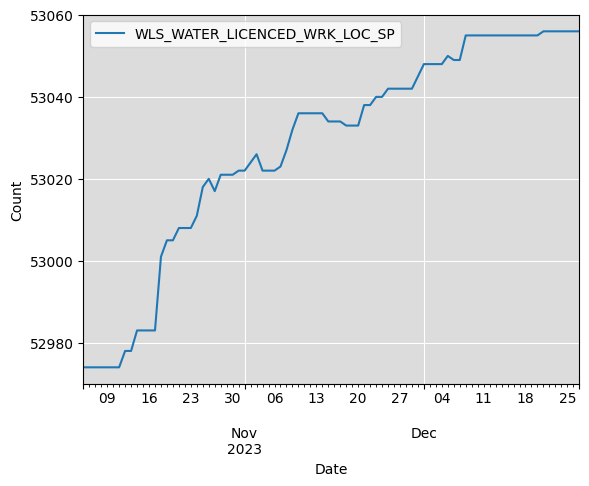 WLS_WATER_LICENCED_WRK_LOC_SP
53060
53040
53020
53000
52980
Count
09 16 23 30 06 13 20 27 04 11 18 25
Nov Dec
2023
Date